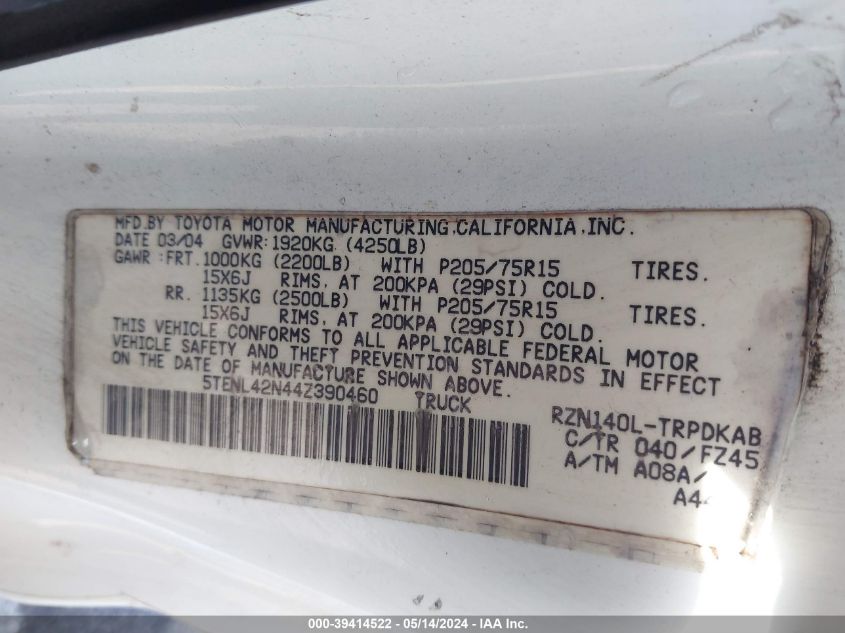 MFD.BY TOYOTA MOTOR MANUFACTURING,CALIFORNIA,INC.
DATE 03/04 GVWR:1920KG (4250LB)
GAWR:FRT.1000KG (2200LB) WITH P205/75R15 TIRES.
15X6J RIMS, AT 200KPA (29PSI) COLD.
RR. 1135KG (2500LB) WITH P205/75R15 TIRES.
15X6J RIMS, AT 200KPA (29PSI) COLD.
THIS VEHICLE CONFORMS TO ALL APPLICABLE FEDERAL MOTOR
VEHICLE SAFETY AND THEFT PREVENTION STANDARDS IN EFFECT
ON THE DATE OF MANUFACTURE SHOWN ABOVE.
5TENL42N44Z390460 TRUCK
RZN140L-TRPDKAB
C/TR 040/FZ45
A/TM A08A/
000-39414522 - 05/14/2024 - IAA, Inc.